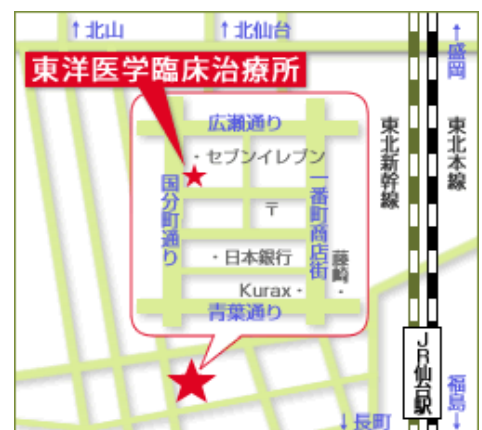 ↑北山
↑北仙台
↑盛岡
東洋医学臨床治療所
広瀬通り
・セブンイレブン
国分町通り
一番町商店街
〒
・日本銀行
藤崎・
Kurax・
青葉通り
東北新幹線
東北本線
JR仙台駅
↓長町
福島↓